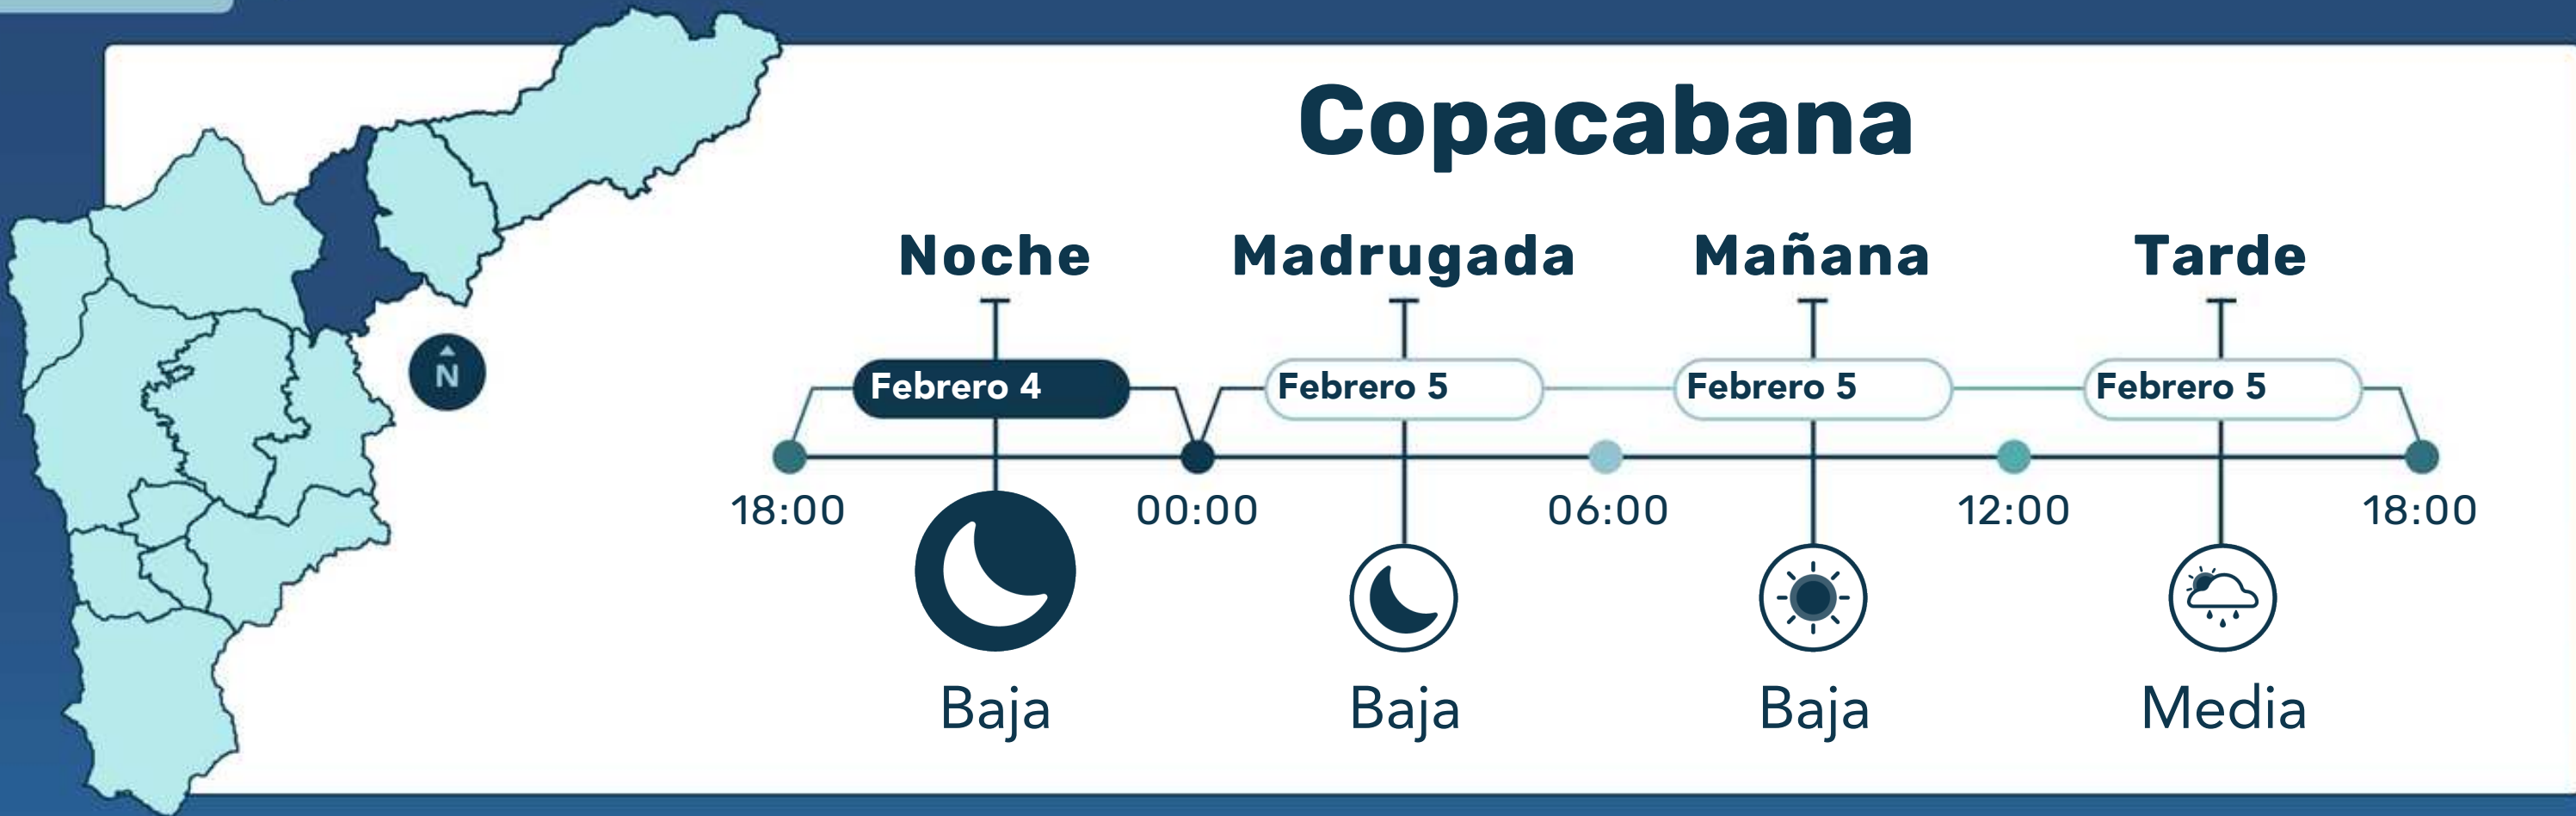 Copacabana
Noche
Madrugada
Mañana
Tarde
Febrero 4
Febrero 5
Febrero 5
Febrero 5
N
18:00
00:00
06:00
12:00
18:00
Baja
Baja
Baja
Media